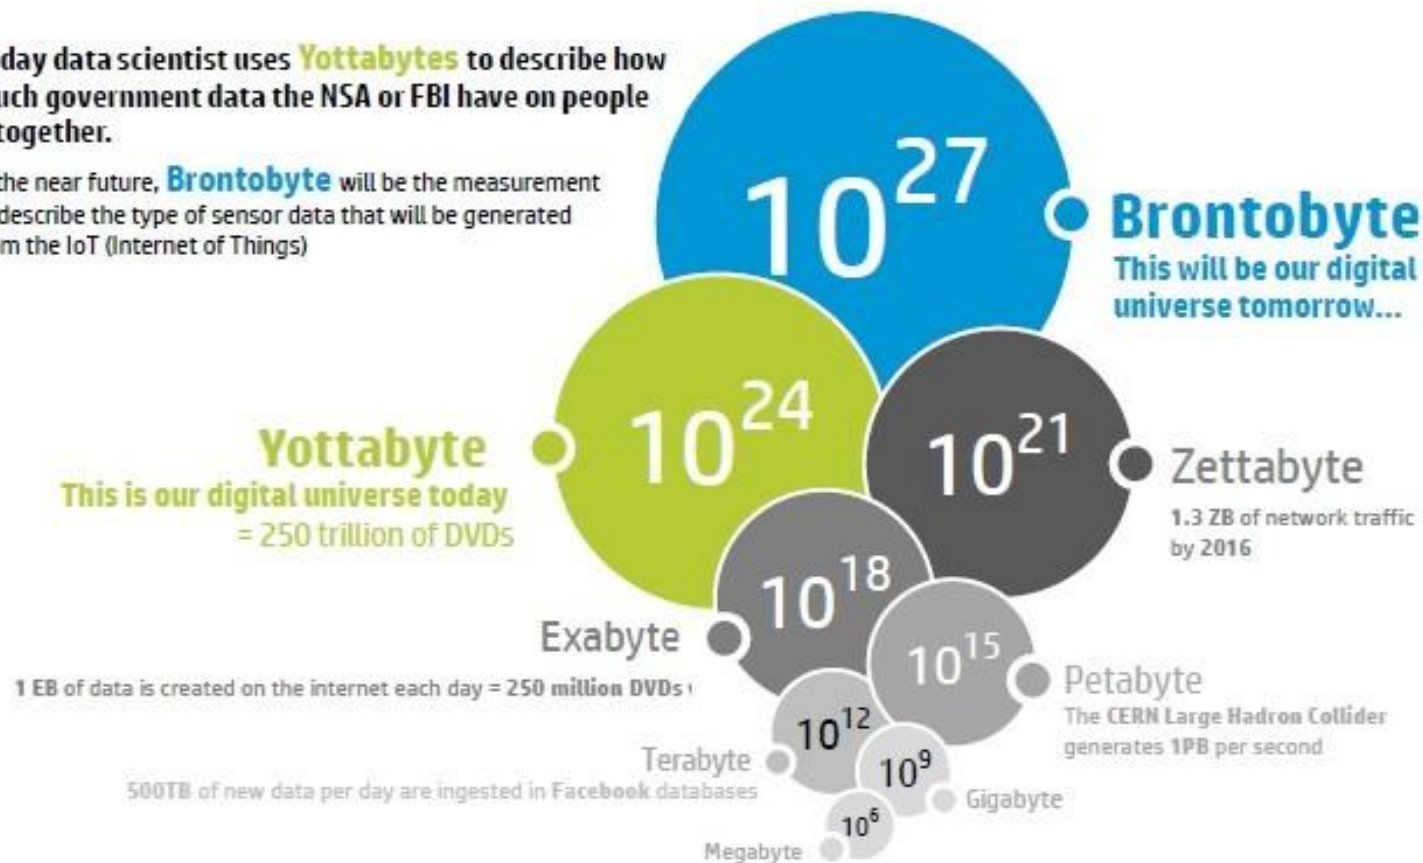 day data scientist uses Yottabytes to describe how
uch government data the NSA or FBI have on people
together.
the near future, Brontobyte will be the measurement
describe the type of sensor data that will be generated
m the IoT (Internet of Things)
10^27
Brontobyte
This will be our digital
universe tomorrow...
10^24
Yottabyte
This is our digital universe today
= 250 trillion of DVDs
10^21
Zettabyte
1.3 ZB of network traffic
by 2016
10^18
Exabyte
1 EB of data is created on the internet each day = 250 million DVDs
10^15
Petabyte
The CERN Large Hadron Collider
generates 1PB per second
10^12
Terabyte
500TB of new data per day are ingested in Facebook databases
10^9
Gigabyte
10^6
Megabyte